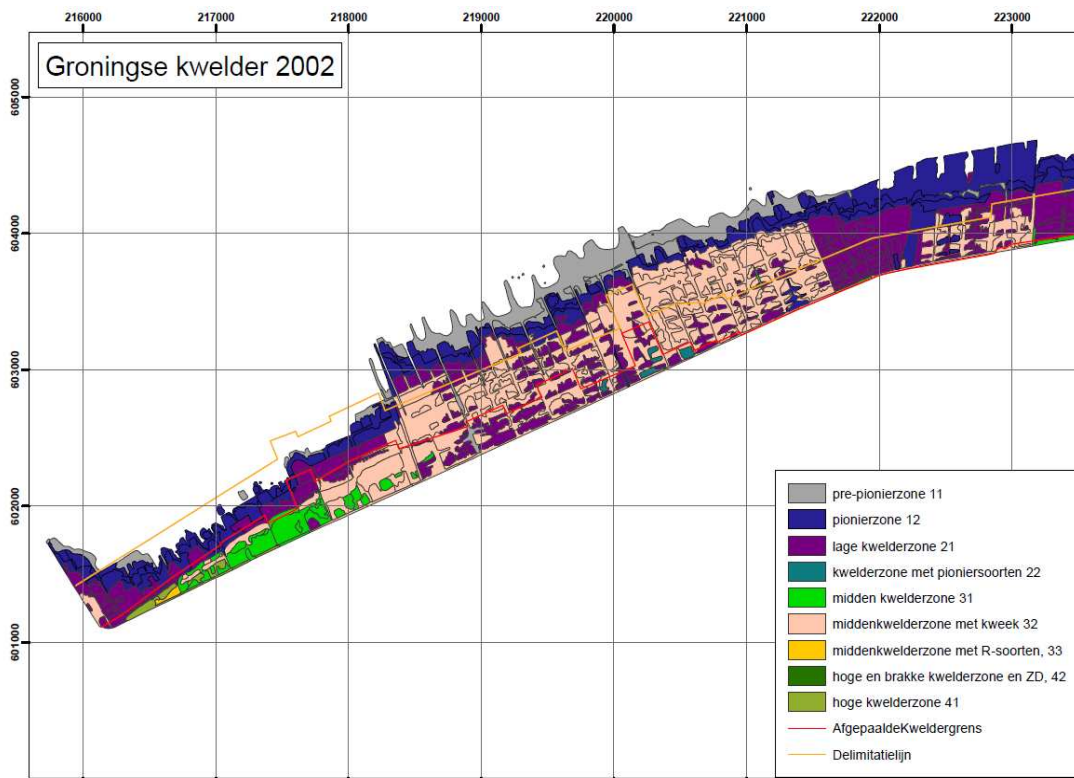 216000 217000 218000 219000 220000 221000 222000 223000
Groningse kwelder 2002
605000
604000
603000
602000
601000
pre-pionierzone 11
pionierzone 12
lage kwelderzone 21
kwelderzone met pioniersoorten 22
midden kwelderzone 31
middenkwelderzone met kweek 32
middenkwelderzone met R-soorten, 33
hoge en brakke kwelderzone en ZD, 42
hoge kwelderzone 41
AfgepaaldeKweldergrens
Delimitatielijn